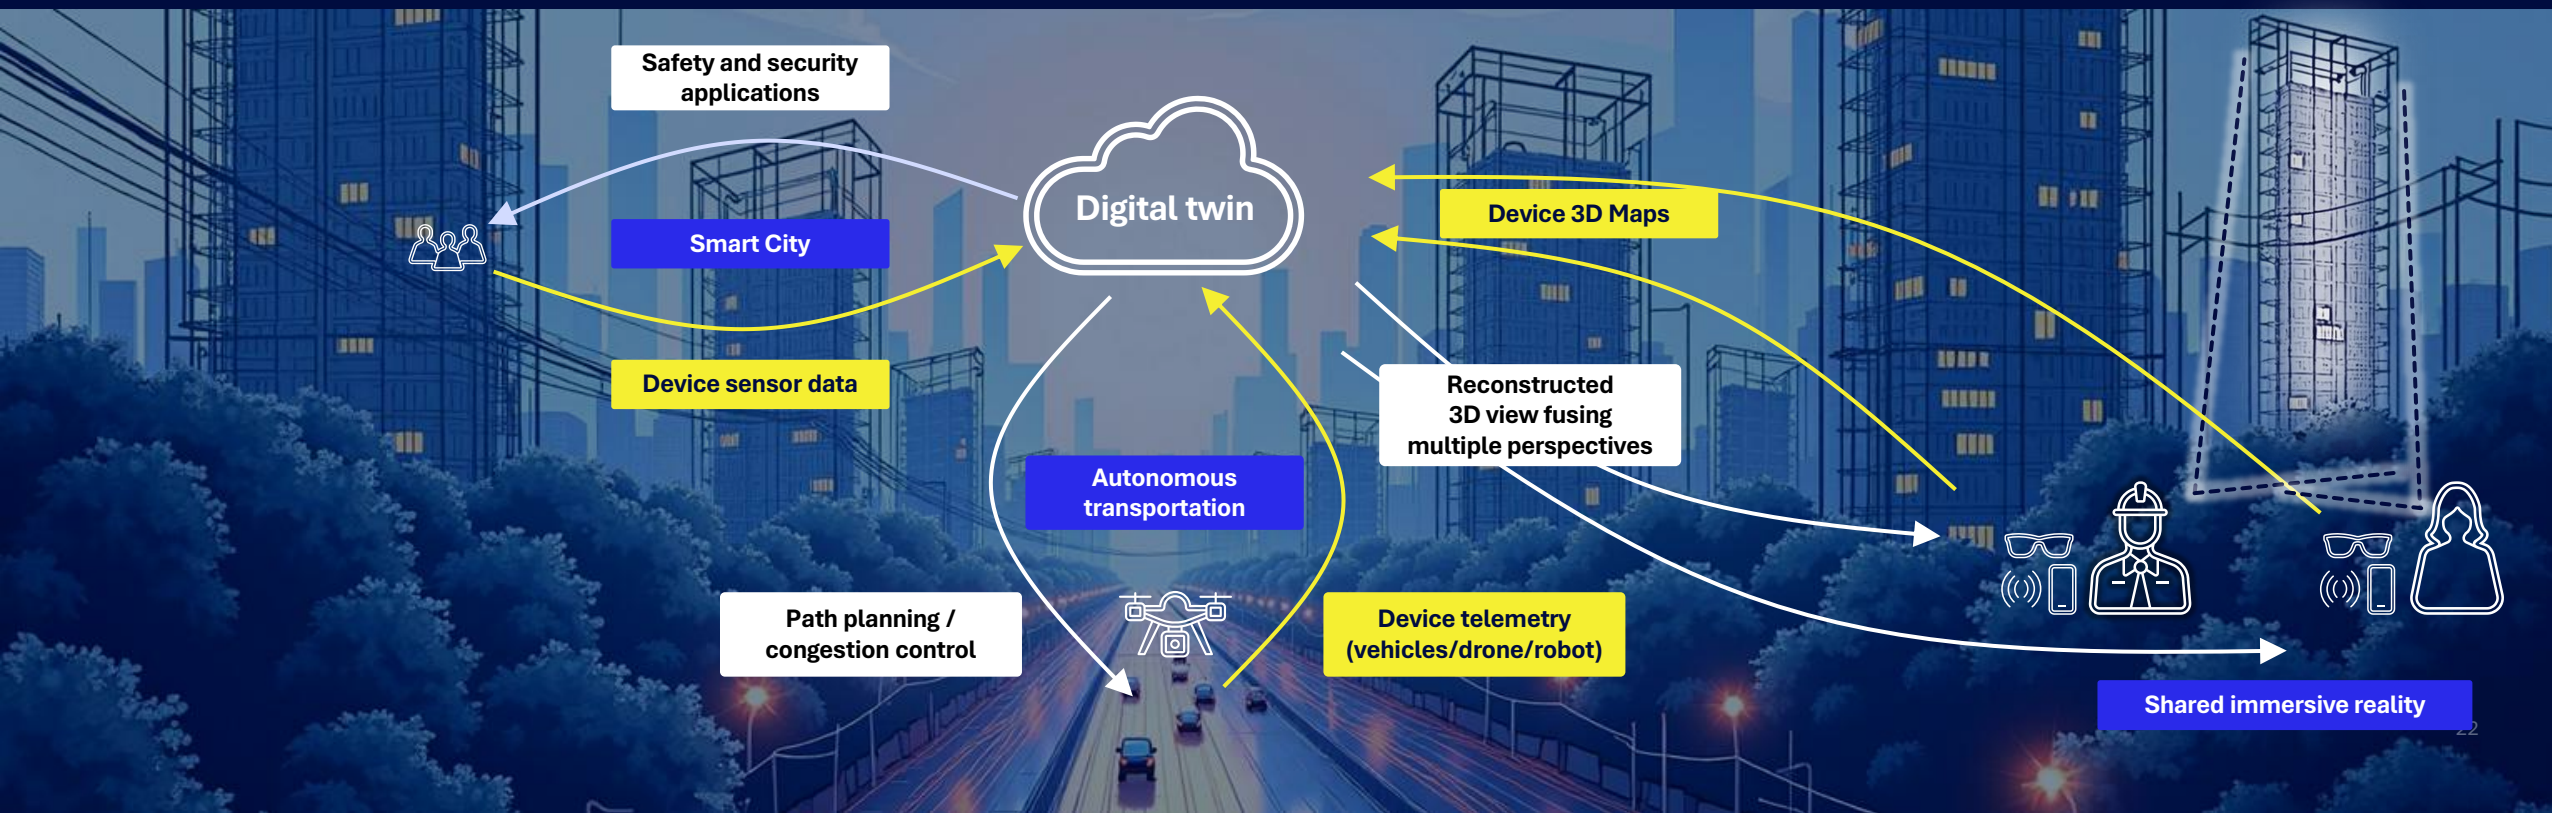 Safety and security
applications
Smart City
Device sensor data
Digital twin
Device 3D Maps
Reconstructed
3D view fusing
multiple perspectives
Autonomous
transportation
Path planning /
congestion control
Device telemetry
(vehicles/drone/robot)
Shared immersive reality
22